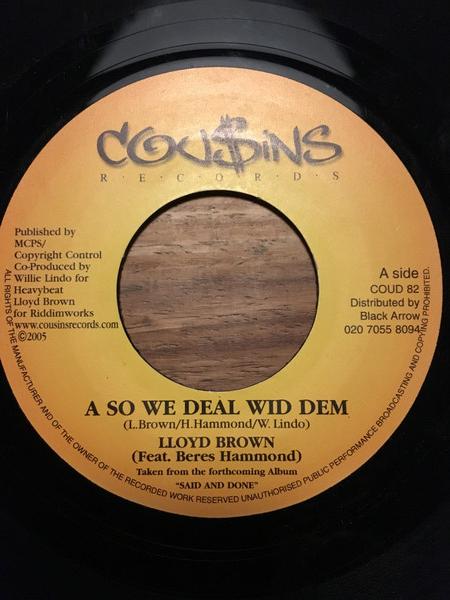 COU$INS
R·E·C·O·R·D·S
Published by
MCPS/
Copyright Control
Co-Produced by
Willie Lindo for
Heavybeat
Lloyd Brown
for Riddimworks
www.cousinsrecords.com
©2005
A side
COUD 82
Distributed by
Black Arrow
020 7055 8094
A SO WE DEAL WID DEM
(L.Brown/H.Hammond/W. Lindo)
LLOYD BROWN
(Feat. Beres Hammond)
Taken from the forthcoming Album
"SAID AND DONE"
ALL RIGHTS OF THE MANUFACTURER AND OF THE OWNER OF THE RECORDED WORK RESERVED UNAUTHORISED PUBLIC PERFORMANCE BROADCASTING AND COPYING PROHIBITED.